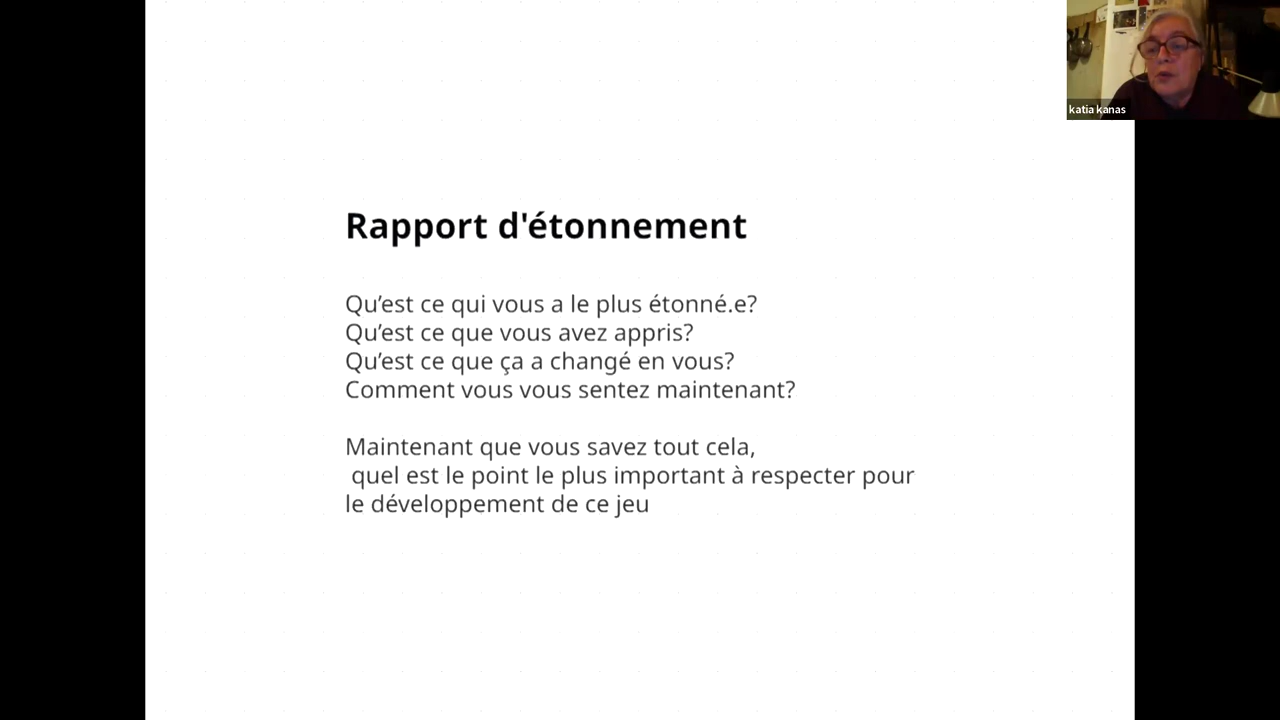 katia kanas
Rapport d'étonnement
Qu’est ce qui vous a le plus étonné.e?
Qu’est ce que vous avez appris?
Qu’est ce que ça a changé en vous?
Comment vous vous sentez maintenant?
Maintenant que vous savez tout cela,
quel est le point le plus important à respecter pour
le développement de ce jeu